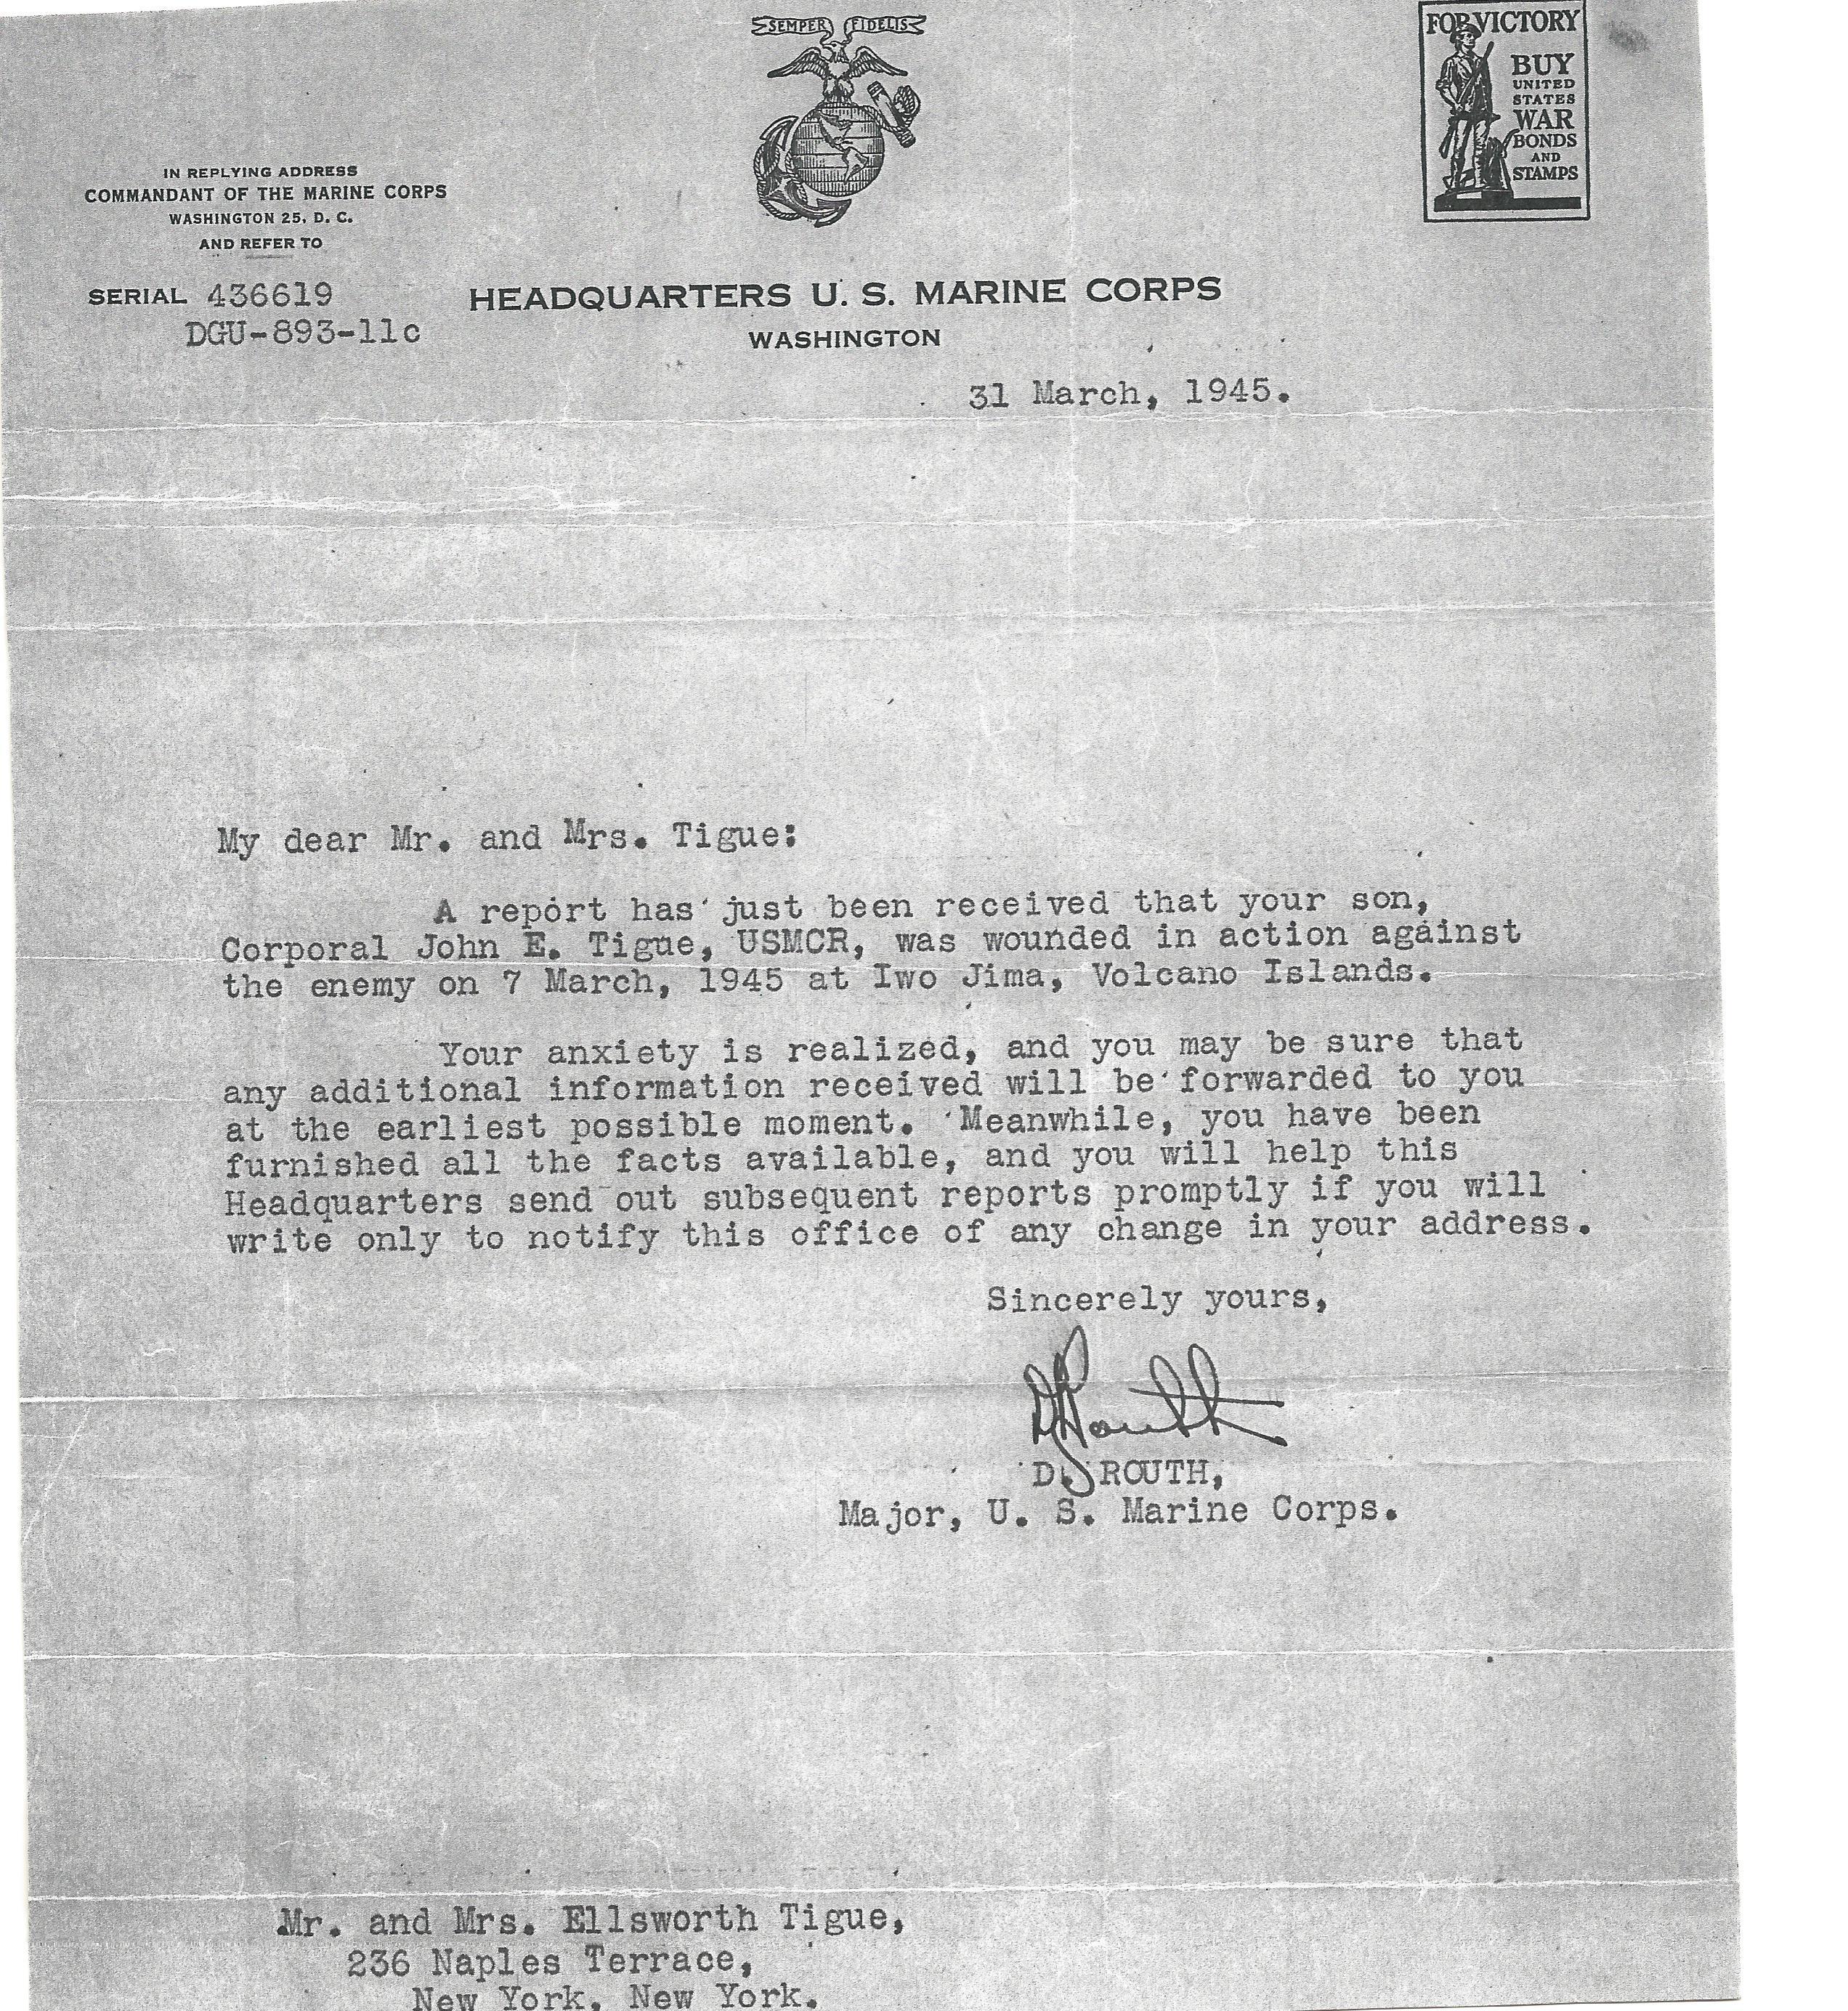 SEMPER FIDELIS
FOR VICTORY
BUY
UNITED
STATES
WAR
BONDS
AND
STAMPS
IN REPLYING ADDRESS
COMMANDANT OF THE MARINE CORPS
WASHINGTON 25, D. C.
AND REFER TO
SERIAL 436619
DGU-893-11c
HEADQUARTERS U. S. MARINE CORPS
WASHINGTON
31 March, 1945.
My dear Mr. and Mrs. Tigue:
A report has just been received that your son,
Corporal John E. Tigue, USMCR, was wounded in action against
the enemy on 7 March, 1945 at Iwo Jima, Volcano Islands.
Your anxiety is realized, and you may be sure that
any additional information received will be forwarded to you
at the earliest possible moment. Meanwhile, you have been
furnished all the facts available, and you will help this
Headquarters send out subsequent reports promptly if you will
write only to notify this office of any change in your address.
Sincerely yours,
D. ROUTH,
Major, U. S. Marine Corps.
Mr. and Mrs. Ellsworth Tigue,
236 Naples Terrace,
New York, New York.